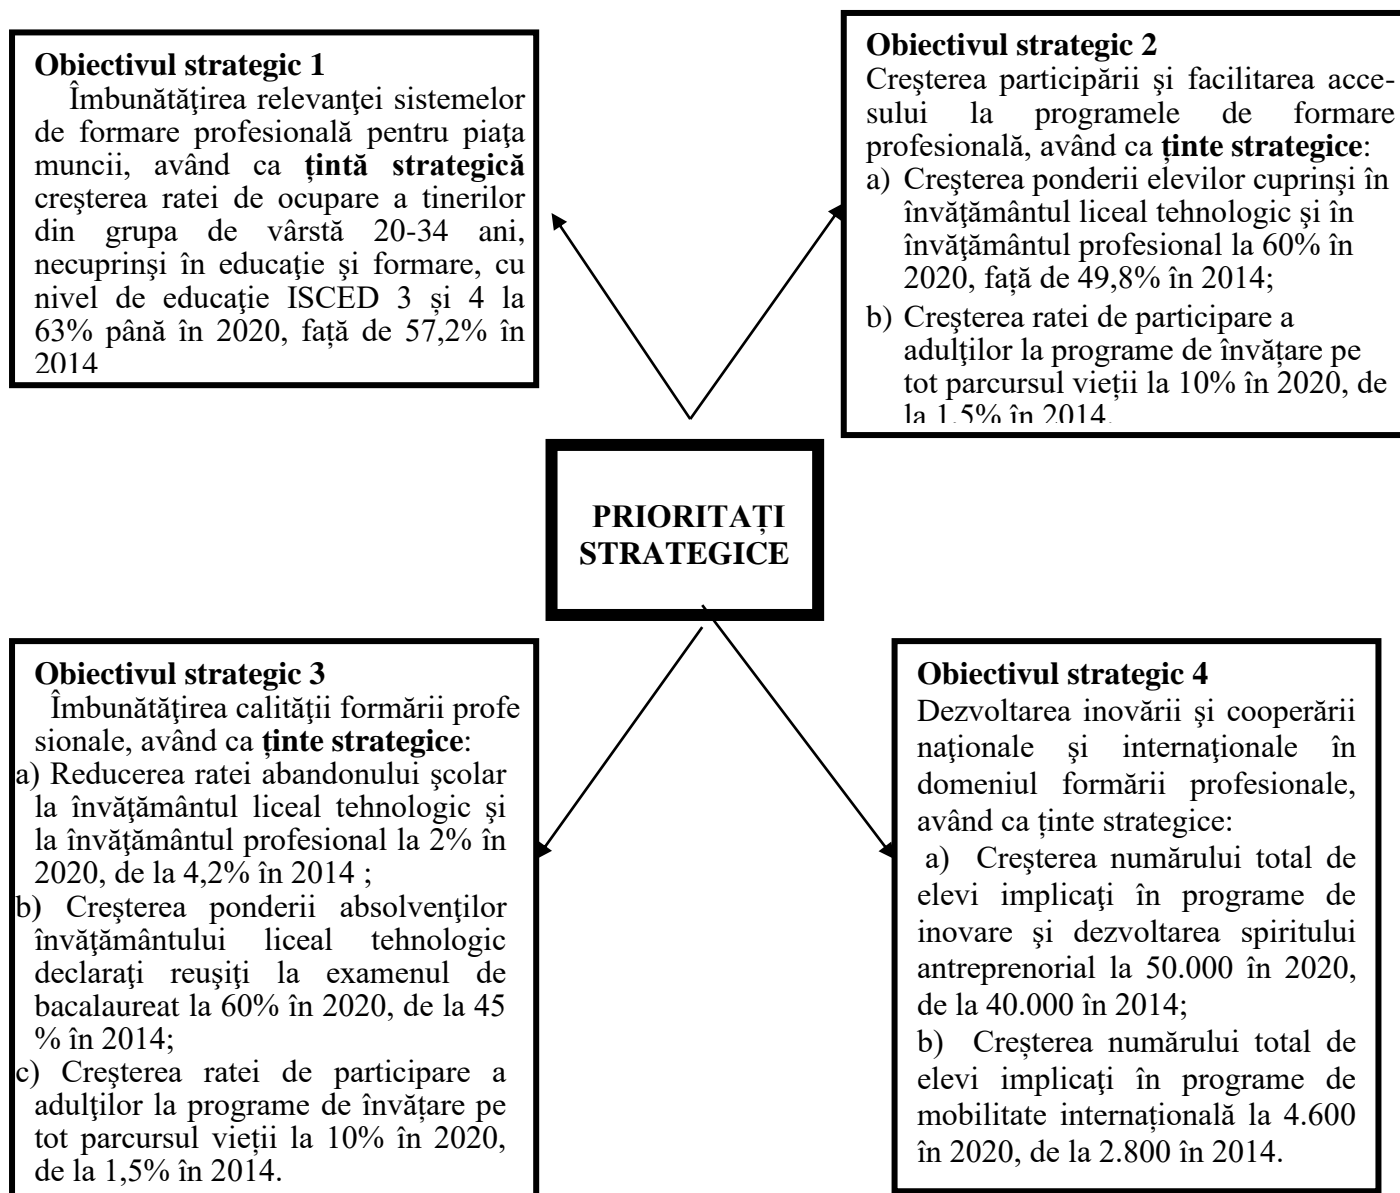 Obiectivul strategic 1
Îmbunătăţirea relevanţei sistemelor
de formare profesională pentru piaţa
muncii, având ca țintă strategică
creşterea ratei de ocupare a tinerilor
din grupa de vârstă 20-34 ani,
necuprinşi în educaţie şi formare, cu
nivel de educaţie ISCED 3 și 4 la
63% până în 2020, față de 57,2% în
2014
Obiectivul strategic 2
Creşterea participării şi facilitarea acce-
sului la programele de formare
profesională, având ca ținte strategice:
a) Creşterea ponderii elevilor cuprinşi în
învăţământul liceal tehnologic şi în
învăţământul profesional la 60% în
2020, față de 49,8% în 2014;
b) Creşterea ratei de participare a
adulţilor la programe de învățare pe
tot parcursul vieții la 10% în 2020, de
la 1,5% în 2014.
PRIORITAȚI
STRATEGICE
Obiectivul strategic 3
Îmbunătăţirea calităţii formării profe
sionale, având ca ținte strategice:
a) Reducerea ratei abandonului şcolar
la învăţământul liceal tehnologic şi
la învăţământul profesional la 2% în
2020, de la 4,2% în 2014 ;
b) Creşterea ponderii absolvenţilor
învăţământului liceal tehnologic
declaraţi reuşiţi la examenul de
bacalaureat la 60% în 2020, de la 45
% în 2014;
c) Creşterea ratei de participare a
adulţilor la programe de învățare pe
tot parcursul vieții la 10% în 2020,
de la 1,5% în 2014.
Obiectivul strategic 4
Dezvoltarea inovării şi cooperării
naţionale şi internaţionale în
domeniul formării profesionale,
având ca ținte strategice:
a) Creşterea numărului total de
elevi implicaţi în programe de
inovare şi dezvoltarea spiritului
antreprenorial la 50.000 în 2020,
de la 40.000 în 2014;
b) Creșterea numărului total de
elevi implicaţi în programe de
mobilitate internațională la 4.600
în 2020, de la 2.800 în 2014.